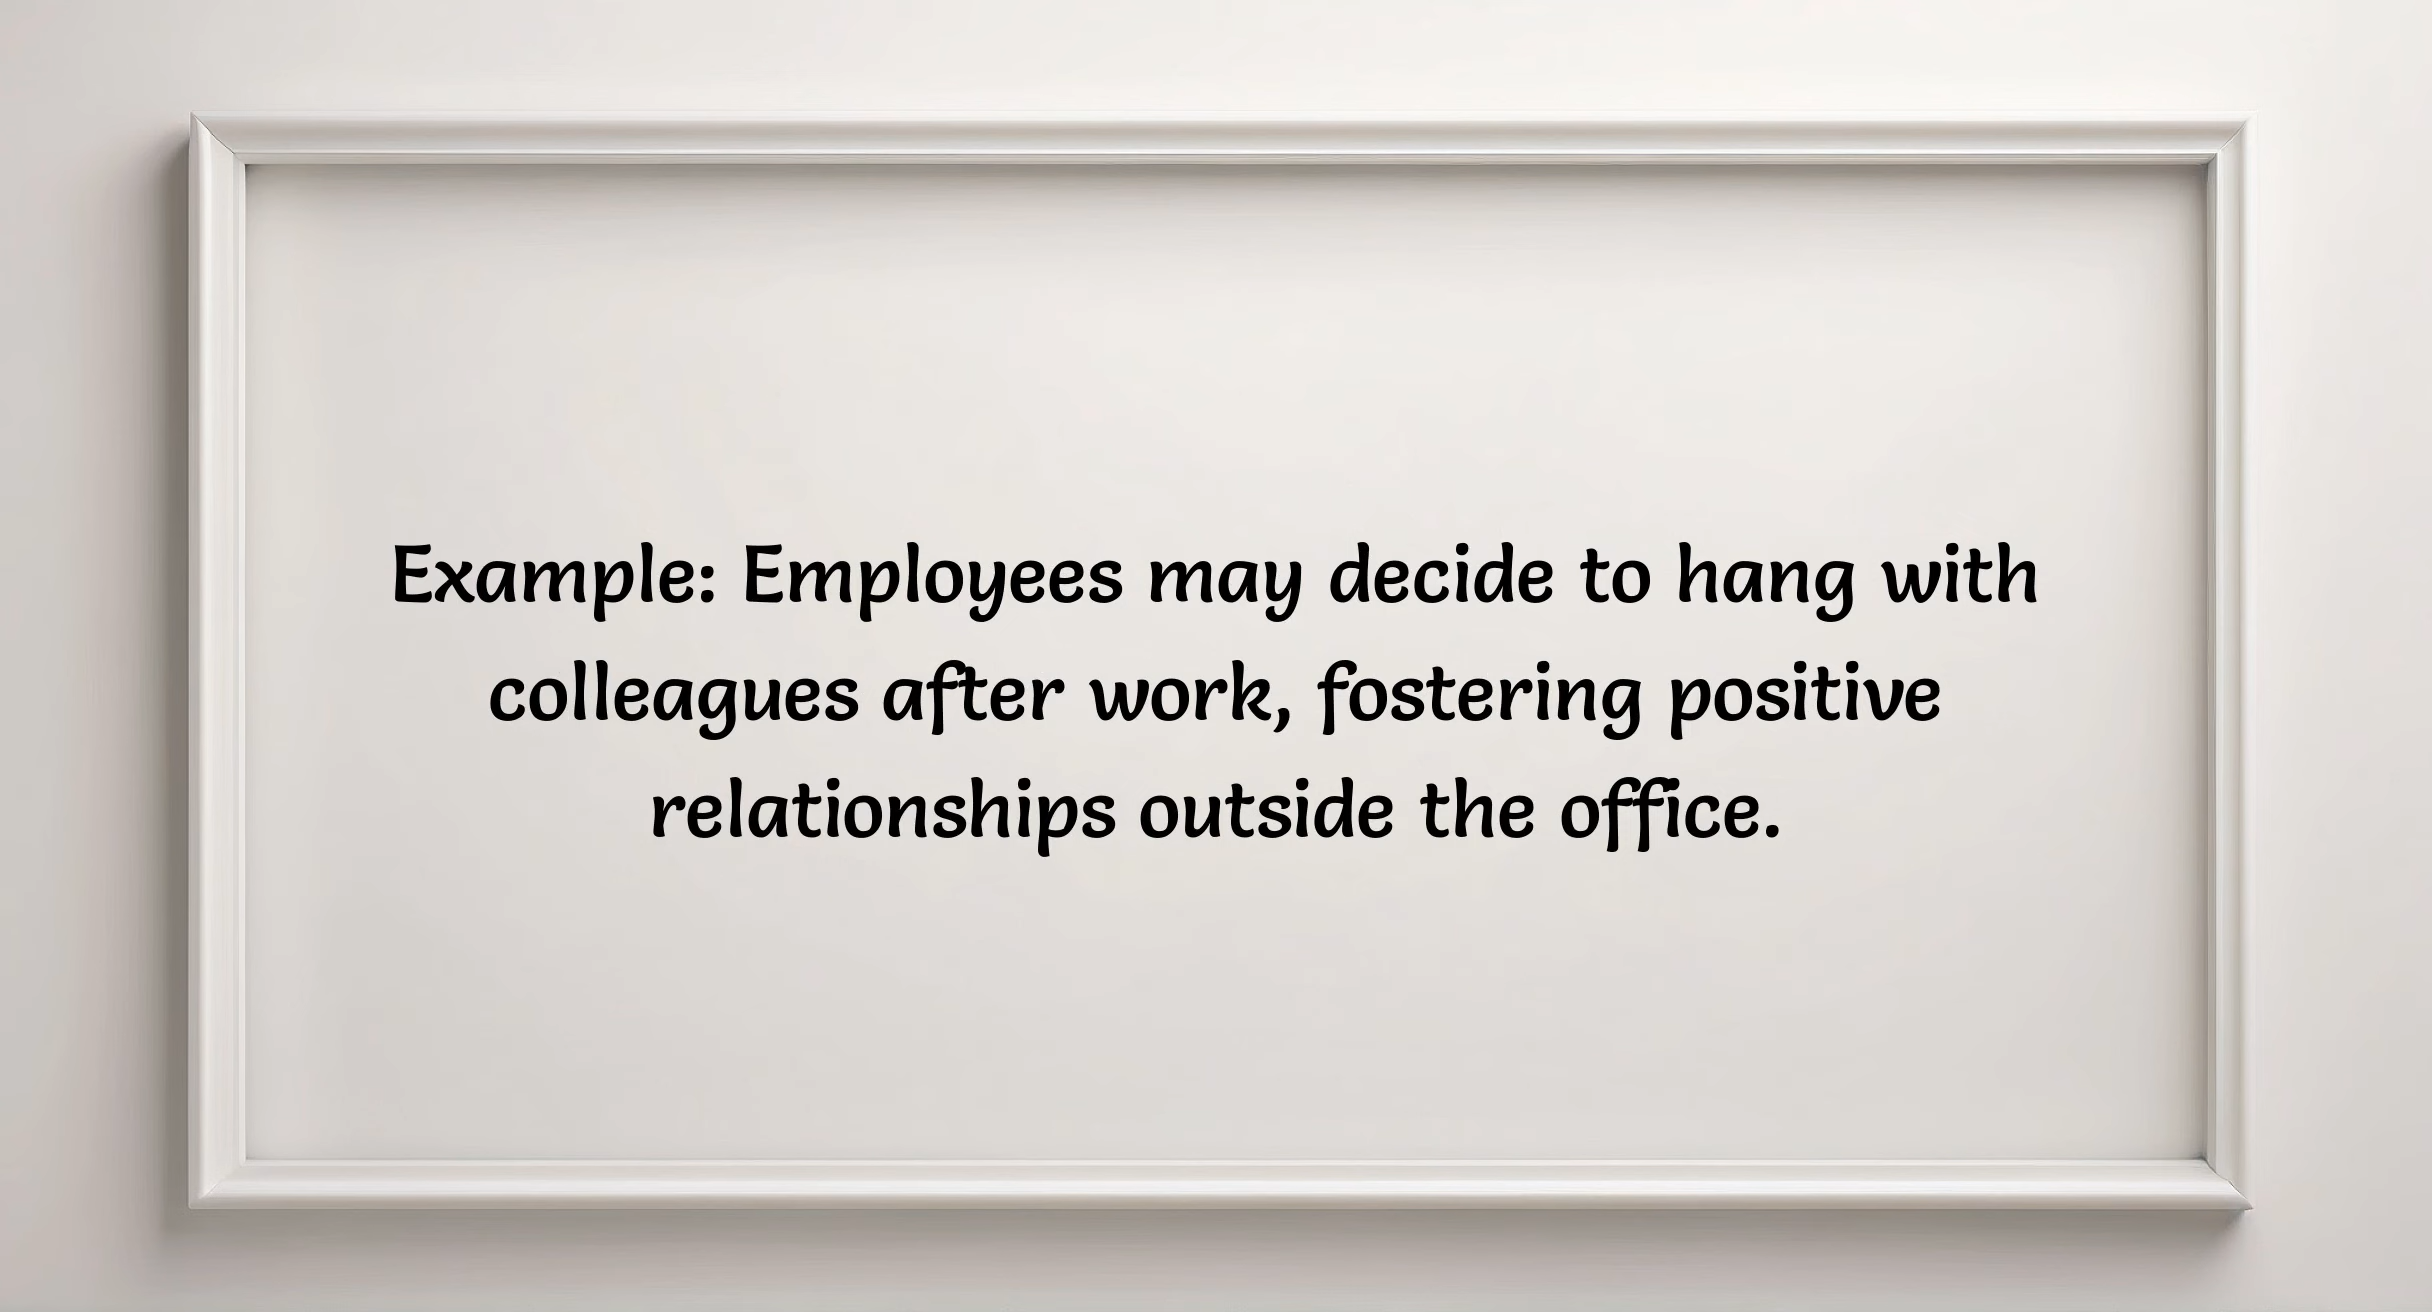 Example: Employees may decide to hang with
colleagues after work, fostering positive
relationships outside the office.